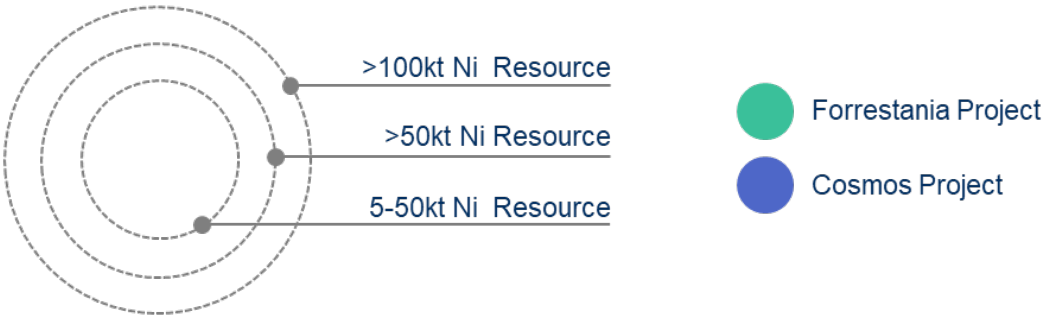 >100kt Ni  Resource
>50kt Ni Resource
5-50kt Ni  Resource
Forrestania Project
Cosmos Project